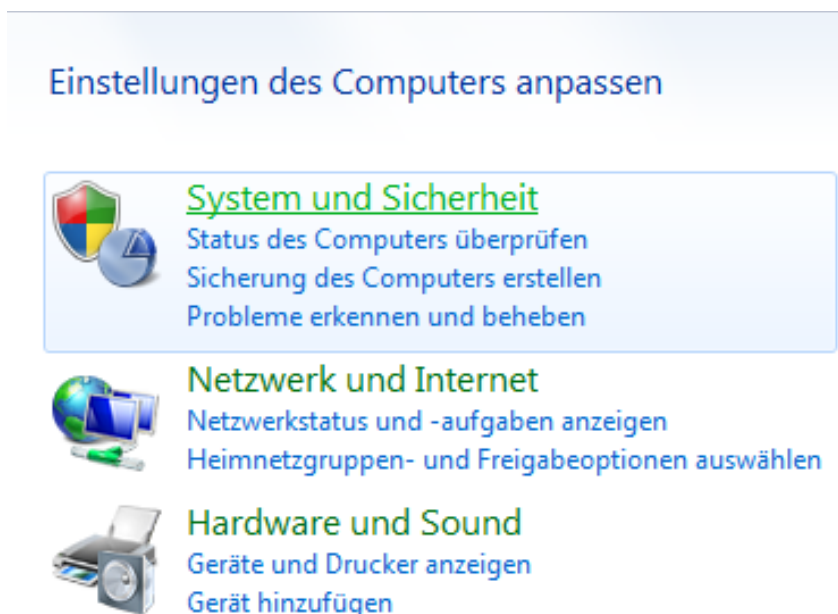 Einstellungen des Computers anpassen
System und Sicherheit
Status des Computers überprüfen
Sicherung des Computers erstellen
Probleme erkennen und beheben
Netzwerk und Internet
Netzwerkstatus und -aufgaben anzeigen
Heimnetzgruppen- und Freigabeoptionen auswählen
Hardware und Sound
Geräte und Drucker anzeigen
Gerät hinzufügen